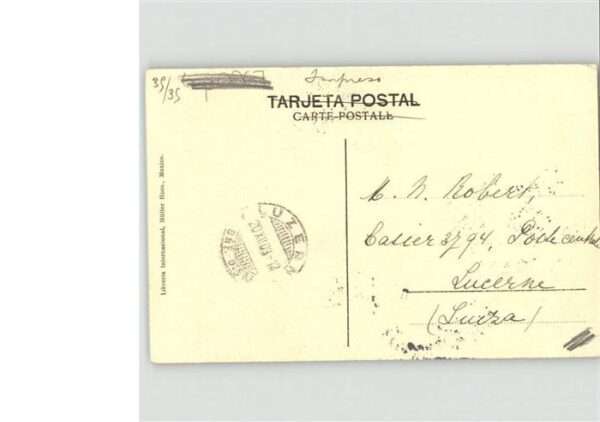 35/35
Impreso
TARJETA POSTAL
CARTE-POSTALE
M. N. Robert,
Casier 3794, Poste centrale
Lucerne
(Suiza)
LUZERN
Librería Internacional, Müller Hnos., Mexico.